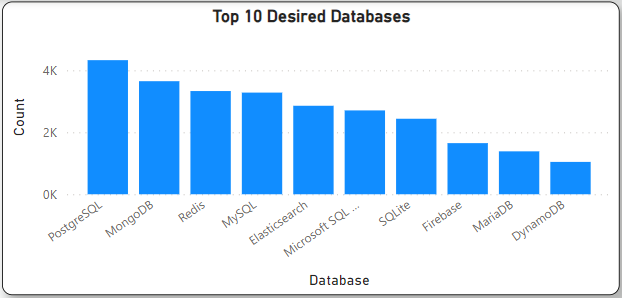 Top 10 Desired Databases
4K
2K
0K
Count
PostgreSQL
MongoDB
Redis
MySQL
Elasticsearch
Microsoft SQL ...
SQLite
Firebase
MariaDB
DynamoDB
Database